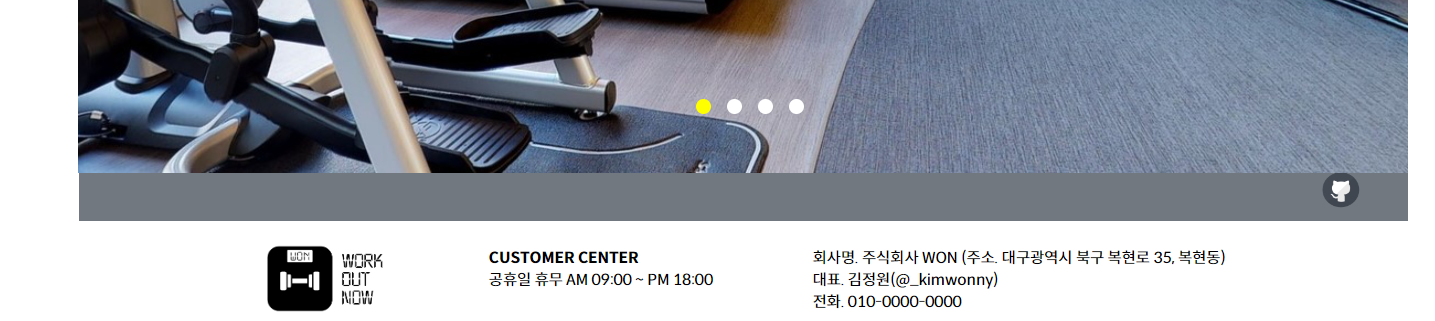 WON
WORK
OUT
NOW
CUSTOMER CENTER
공휴일 휴무 AM 09:00 ~ PM 18:00
회사명. 주식회사 WON (주소. 대구광역시 북구 복현로 35, 복현동)
대표. 김정원(@_kimwonny)
전화. 010-0000-0000